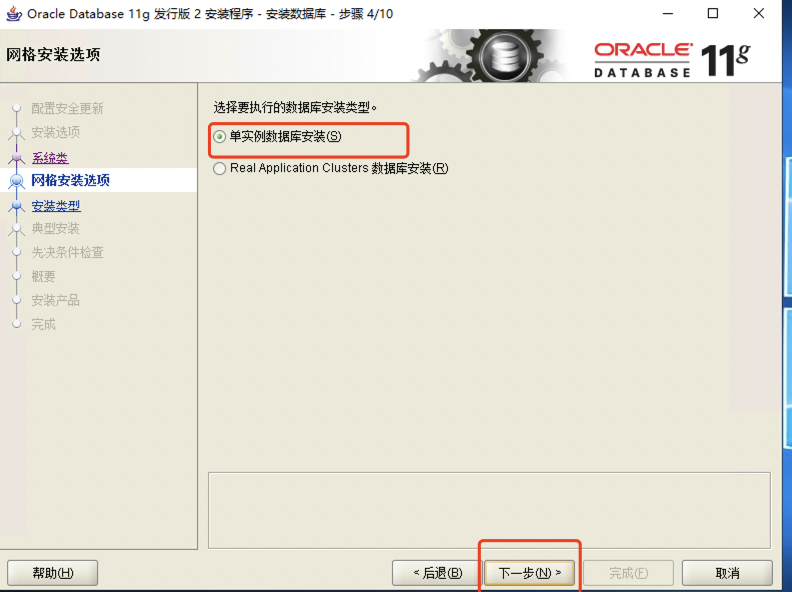 Oracle Database 11g 发行版 2 安装程序 - 安装数据库 - 步骤 4/10
网格安装选项
ORACLE
DATABASE
11g
配置安全更新
安装选项
系统类
网格安装选项
安装类型
典型安装
先决条件检查
概要
安装产品
完成
选择要执行的数据库安装类型。
单实例数据库安装(S)
Real Application Clusters 数据库安装(R)
帮助(H)
< 后退(B)
下一步(N) >
完成(F)
取消